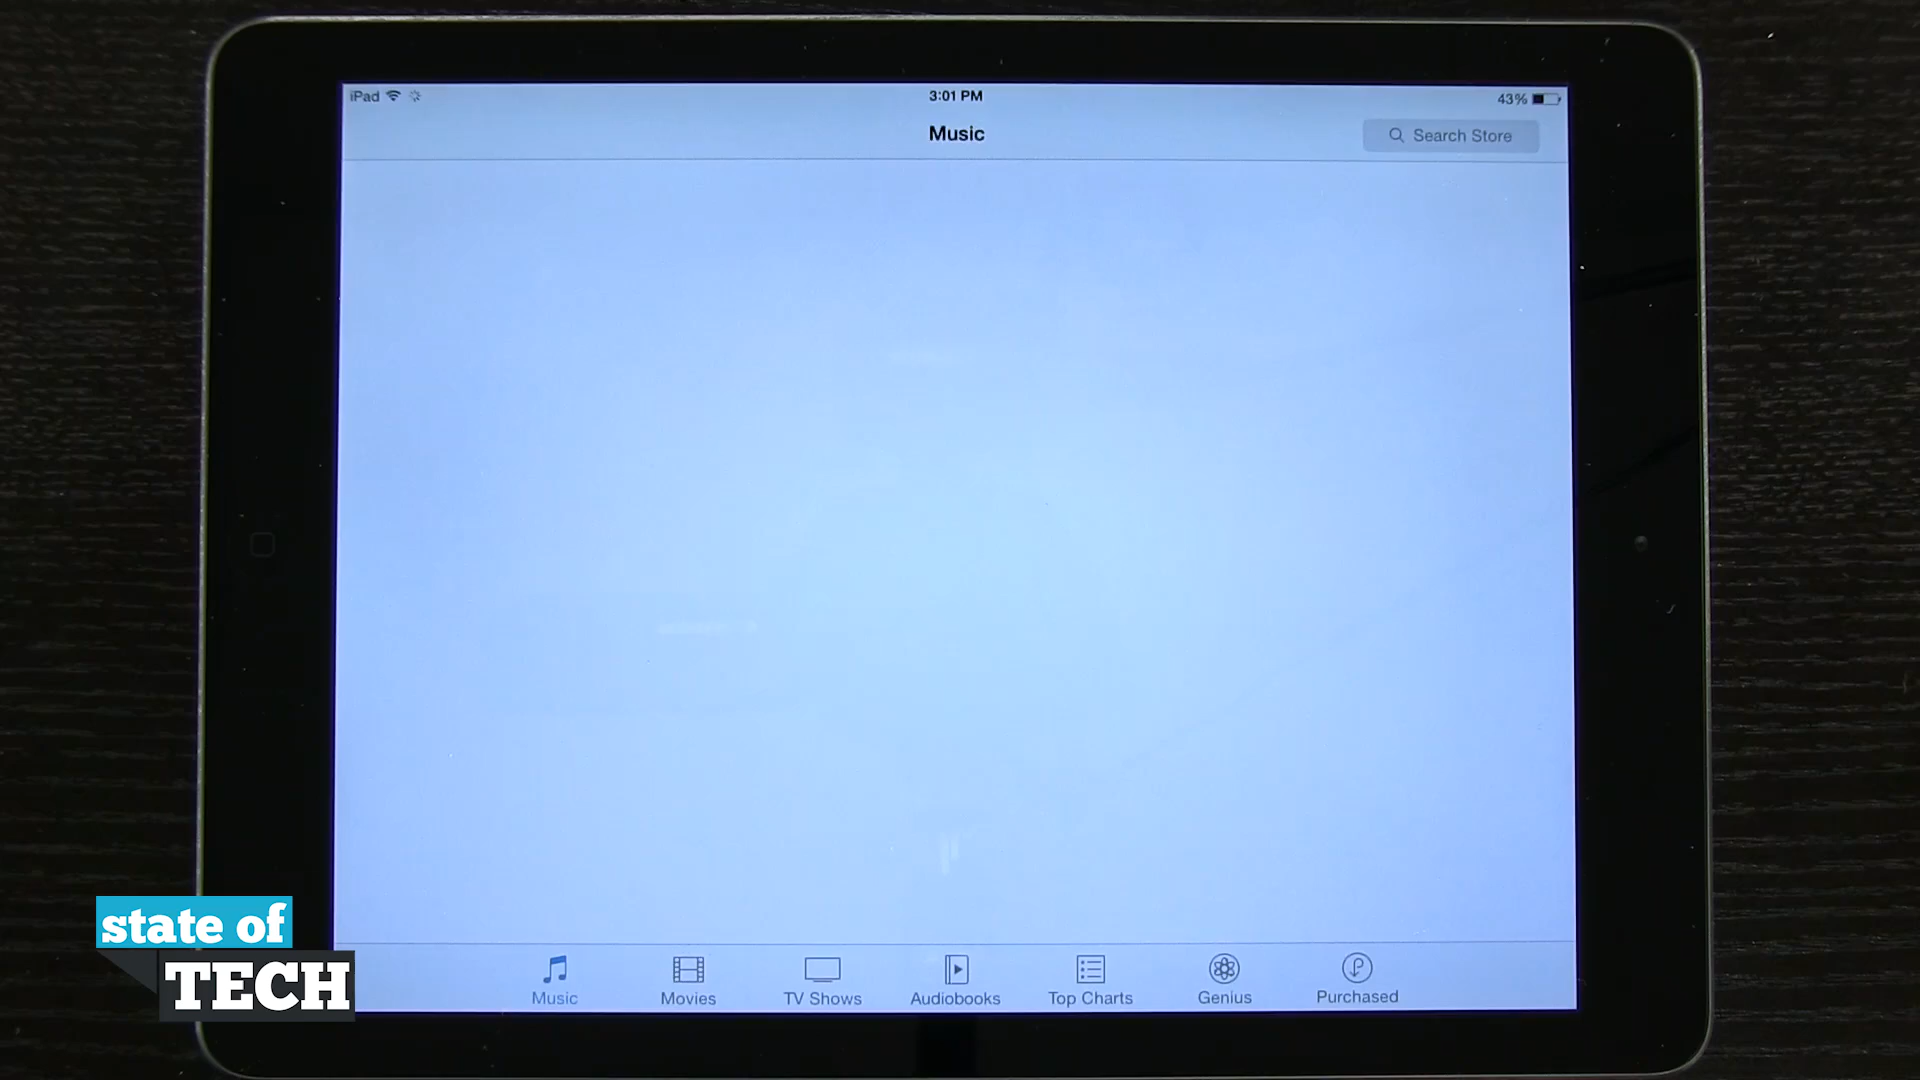 iPad
3:01 PM
43%
Music
Search Store
Music
Movies
TV Shows
Audiobooks
Top Charts
Genius
Purchased
state of
TECH